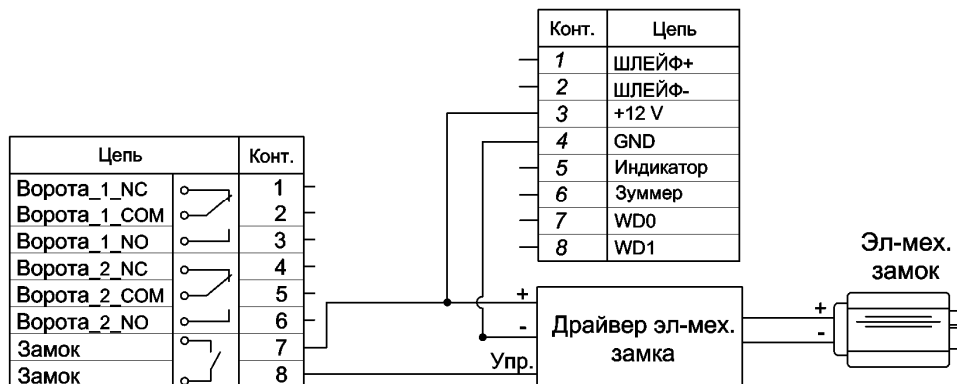 Конт. Цепь
1 ШЛЕЙФ+
2 ШЛЕЙФ-
3 +12 V
4 GND
5 Индикатор
6 Зуммер
7 WD0
8 WD1
Цепь Конт.
Ворота_1_NC 1
Ворота_1_COM 2
Ворота_1_NO 3
Ворота_2_NC 4
Ворота_2_COM 5
Ворота_2_NO 6
Замок 7
Замок 8
+
-
Упр.
Драйвер эл-мех.
замка
+
-
Эл-мех.
замок